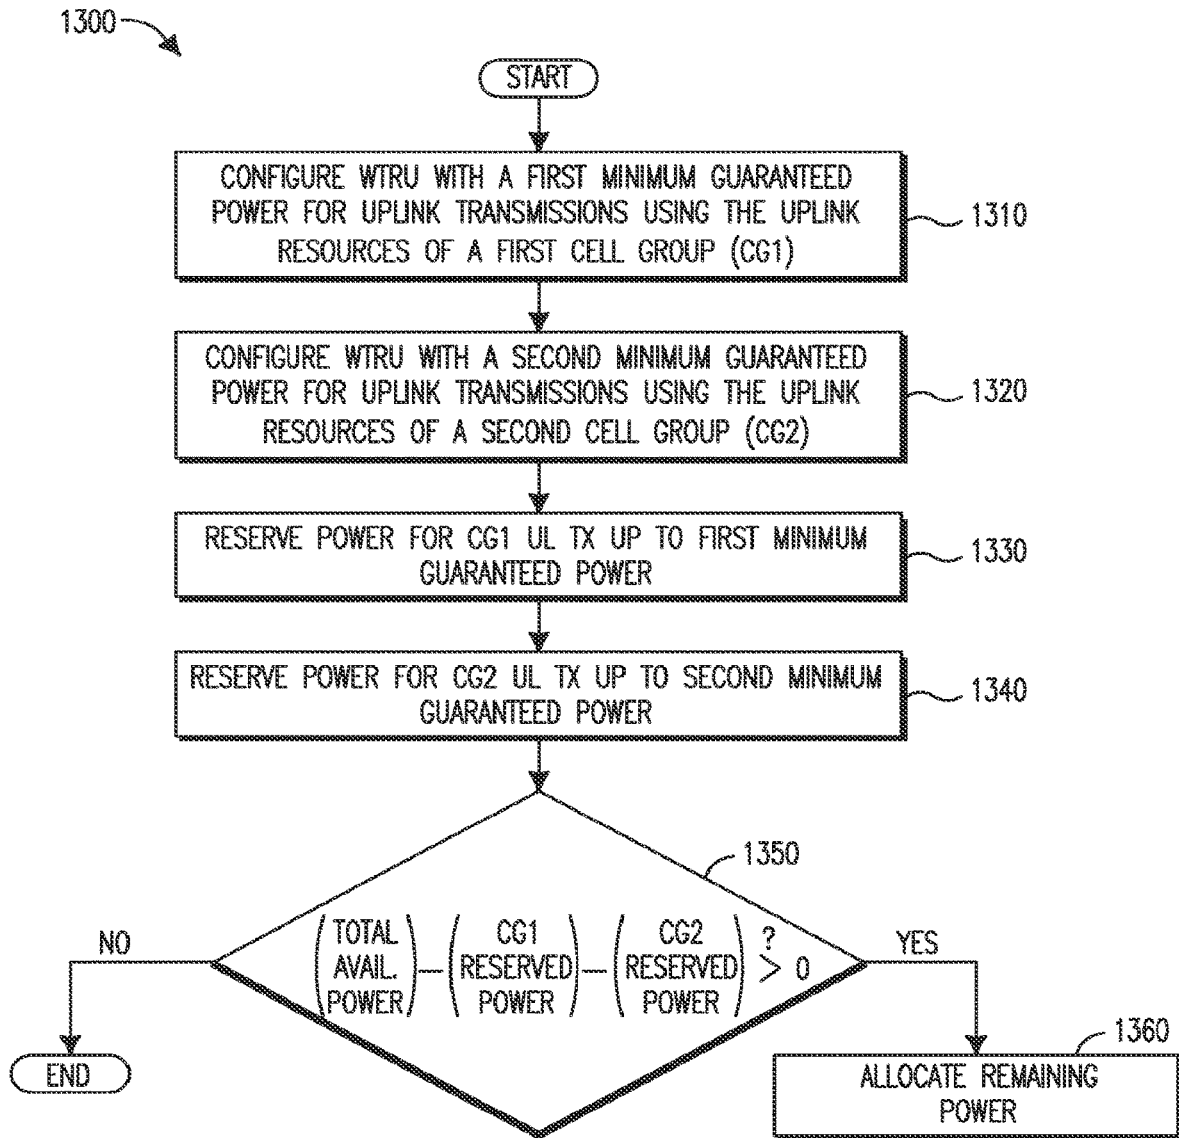 1300
START
CONFIGURE WTRU WITH A FIRST MINIMUM GUARANTEED
POWER FOR UPLINK TRANSMISSIONS USING THE UPLINK
RESOURCES OF A FIRST CELL GROUP (CG1)
1310
CONFIGURE WTRU WITH A SECOND MINIMUM GUARANTEED
POWER FOR UPLINK TRANSMISSIONS USING THE UPLINK
RESOURCES OF A SECOND CELL GROUP (CG2)
1320
RESERVE POWER FOR CG1 UL TX UP TO FIRST MINIMUM
GUARANTEED POWER
1330
RESERVE POWER FOR CG2 UL TX UP TO SECOND MINIMUM
GUARANTEED POWER
1340
1350
(TOTAL AVAIL. POWER) – (CG1 RESERVED POWER) – (CG2 RESERVED POWER) ? > 0
NO
YES
END
1360
ALLOCATE REMAINING
POWER